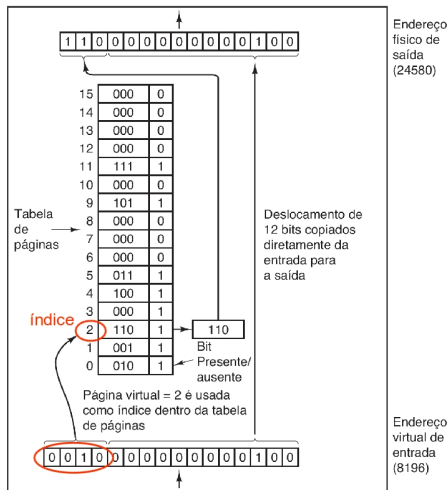 1 1 0 0 0 0 0 0 0 0 0 0 1 0 0
Endereço
físico de
saída
(24580)
15 000 0
14 000 0
13 000 0
12 000 0
11 111 1
10 000 0
9 101 1
8 000 0
7 000 0
6 000 0
5 011 1
4 100 1
3 000 1
2 110 1
1 001 1
0 010 1
Tabela
de
páginas
índice
110
Bit
Presente/
ausente
Deslocamento de
12 bits copiados
diretamente da
entrada para
a saída
Página virtual = 2 é usada
como índice dentro da tabela
de páginas
0 0 1 0 0 0 0 0 0 0 0 0 0 1 0 0
Endereço
virtual de
entrada
(8196)